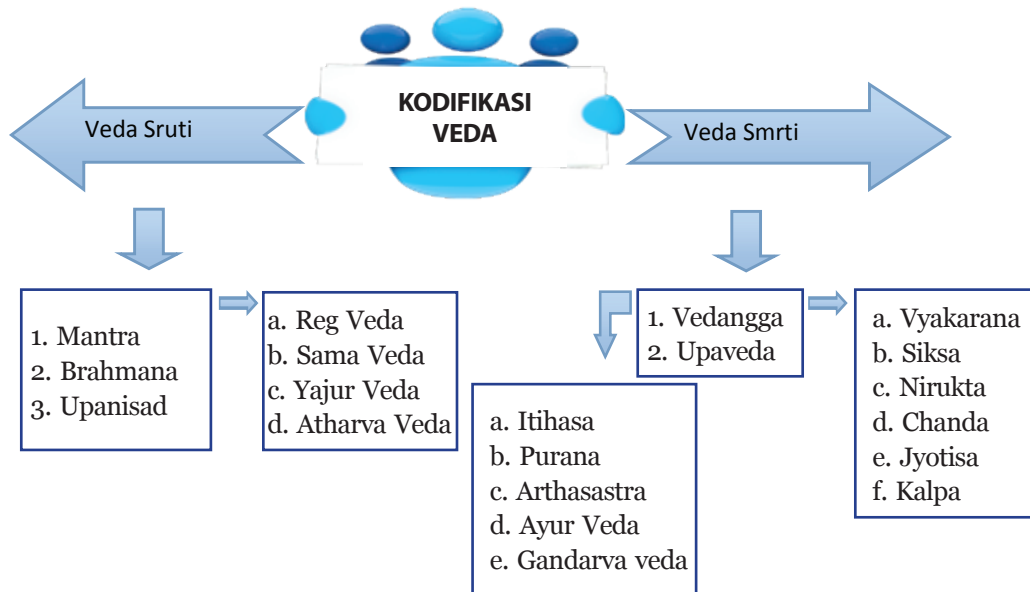 KODIFIKASI
VEDA
Veda Sruti
Veda Smrti
1. Mantra
2. Brahmana
3. Upanisad
a. Reg Veda
b. Sama Veda
c. Yajur Veda
d. Atharva Veda
1. Vedangga
2. Upaveda
a. Itihasa
b. Purana
c. Arthasastra
d. Ayur Veda
e. Gandarva veda
a. Vyakarana
b. Siksa
c. Nirukta
d. Chanda
e. Jyotisa
f. Kalpa